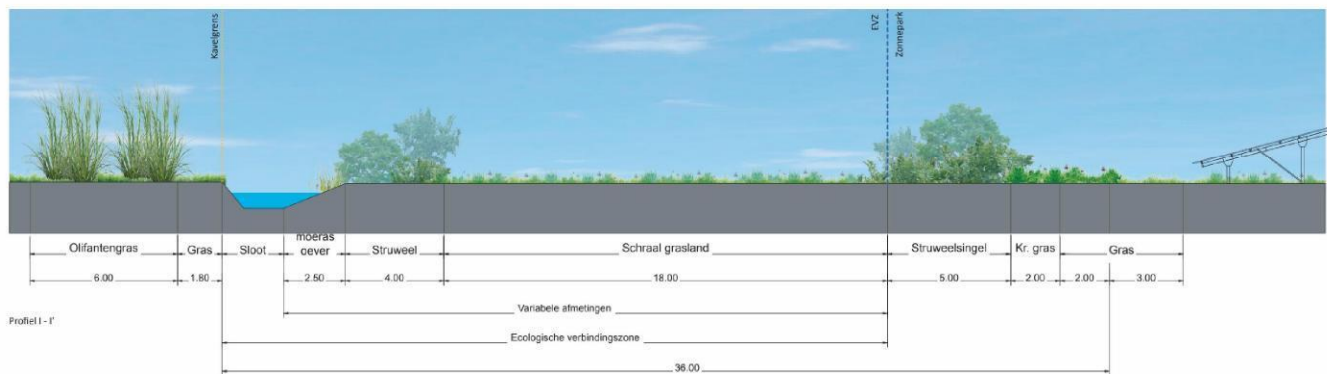 Kavelgrens
EVZ
Zonnepark
Olifantengras
Gras
Sloot
moeras
oever
Struweel
Schraal grasland
Struweelsingel
Kr. gras
Gras
6.00
1.80
2.50
4.00
18.00
5.00
2.00
2.00
3.00
Variabele afmetingen
Profiel I - I'
Ecologische verbindingszone
36.00